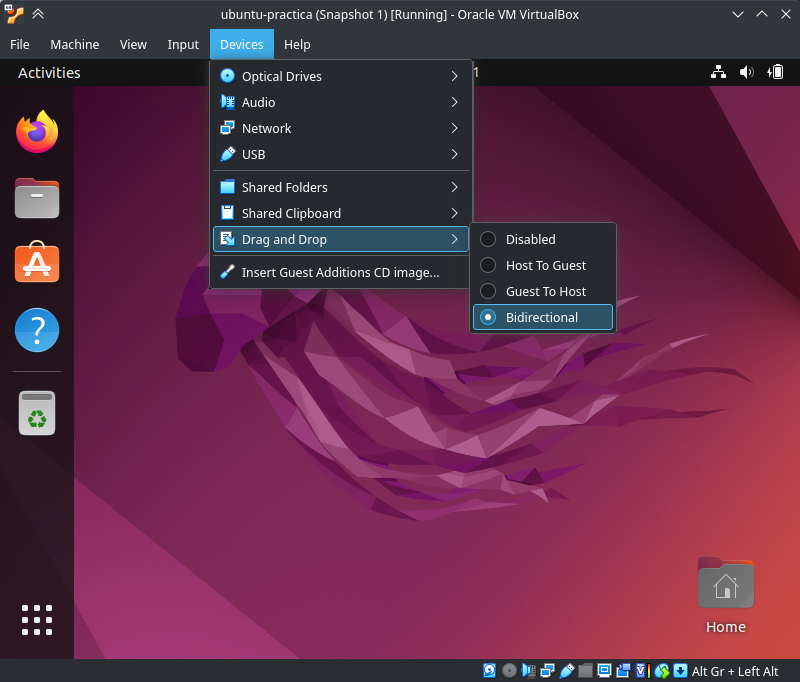 ubuntu-practica (Snapshot 1) [Running] - Oracle VM VirtualBox
File Machine View Input Devices Help
Activities
1
Optical Drives
Audio
Network
USB
Shared Folders
Shared Clipboard
Drag and Drop
Insert Guest Additions CD image...
Disabled
Host To Guest
Guest To Host
Bidirectional
Home
Alt Gr + Left Alt